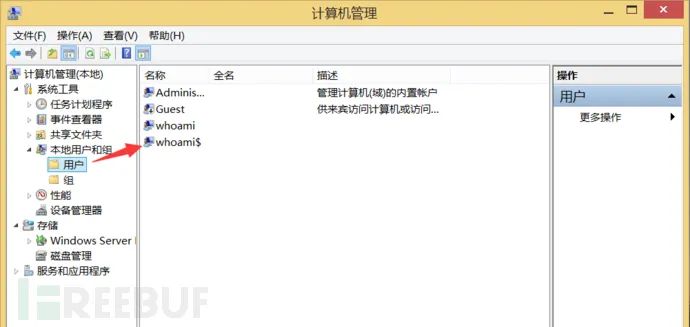 计算机管理
文件(F) 操作(A) 查看(V) 帮助(H)
计算机管理(本地)
系统工具
任务计划程序
事件查看器
共享文件夹
本地用户和组
用户
组
性能
设备管理器
存储
Windows Server
磁盘管理
服务和应用程序
名称 全名 描述
Adminis... 管理计算机(域)的内置帐户
Guest 供来宾访问计算机或访问...
whoami
whoami$
操作
用户
更多操作
FREEBUF